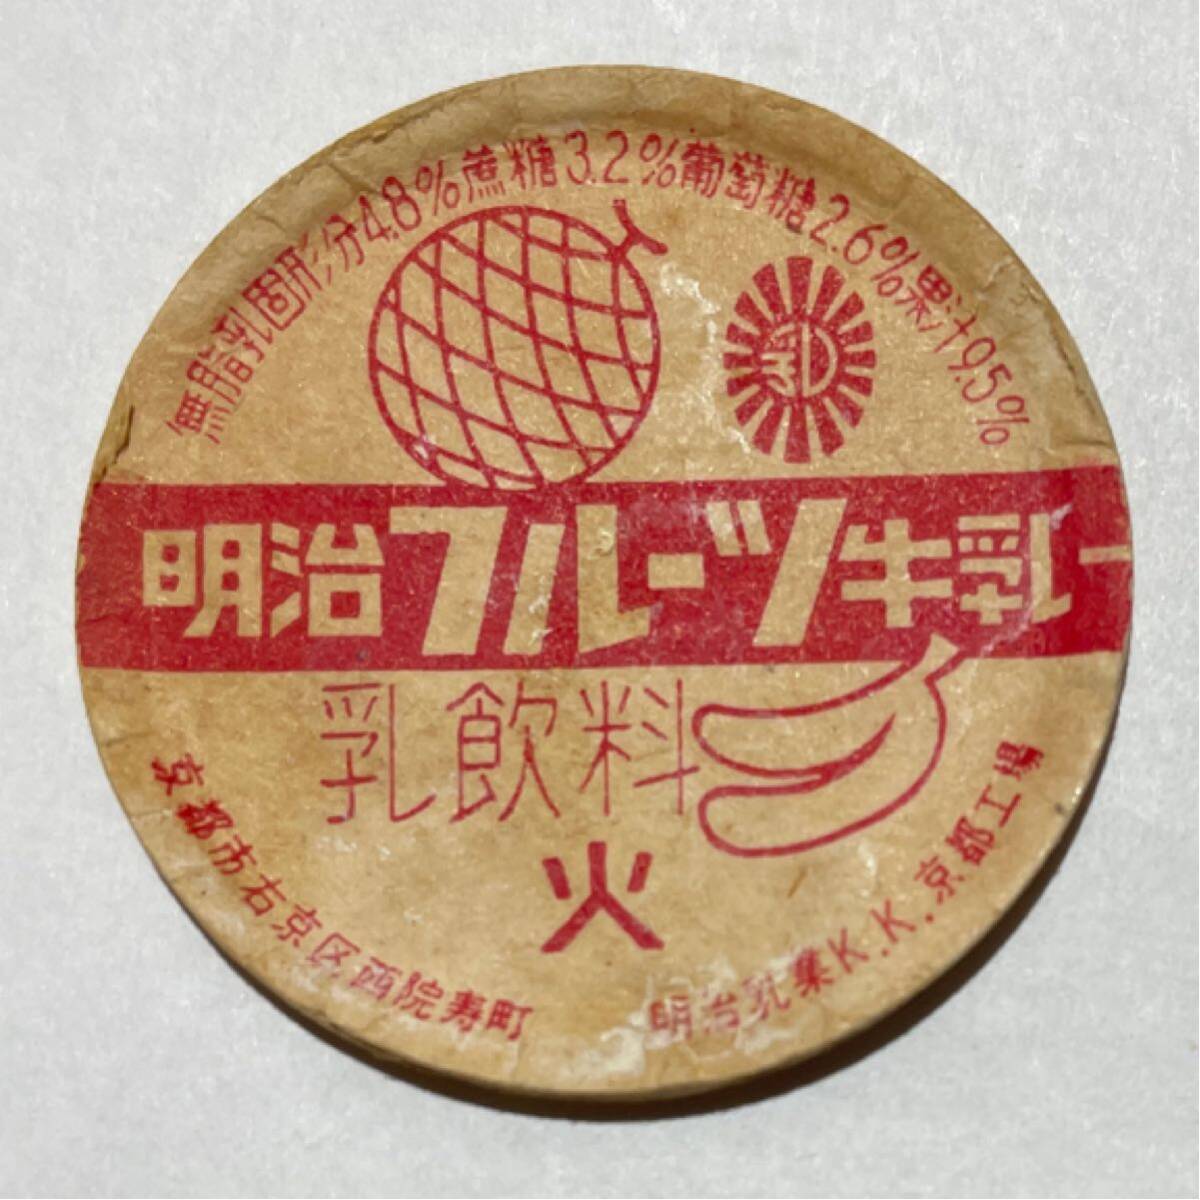 無脂乳固形分4.8%蔗糖3.2%葡萄糖2.6%果汁9.5%
乳
明治フルーツ牛乳
乳飲料
火
京都市右京区西院寿町
明治乳業K.K.京都工場